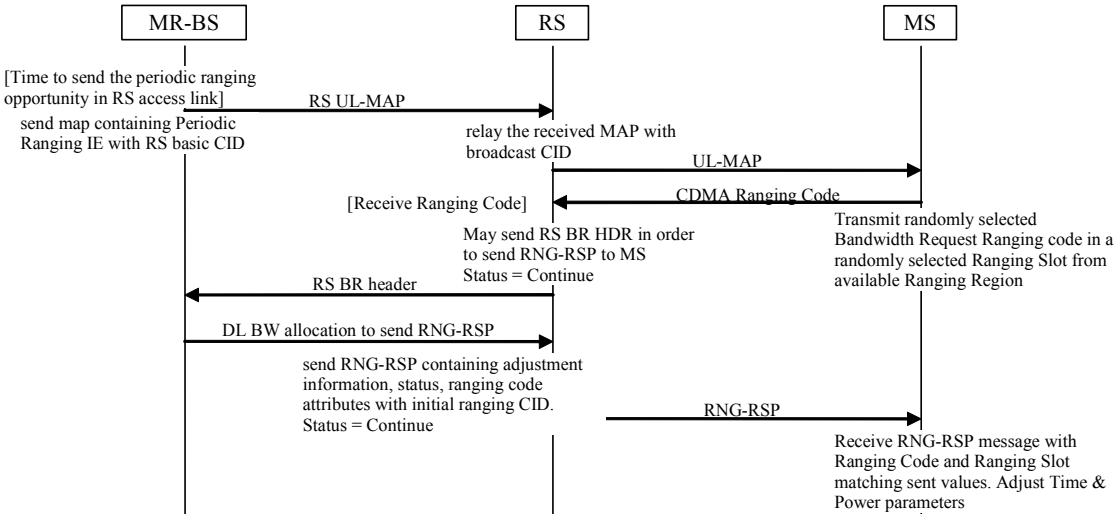 MR-BS
RS
MS
[Time to send the periodic ranging
opportunity in RS access link]
RS UL-MAP
send map containing Periodic
Ranging IE with RS basic CID
relay the received MAP with
broadcast CID
UL-MAP
CDMA Ranging Code
[Receive Ranging Code]
Transmit randomly selected
Bandwidth Request Ranging code in a
randomly selected Ranging Slot from
available Ranging Region
May send RS BR HDR in order
to send RNG-RSP to MS
Status = Continue
RS BR header
DL BW allocation to send RNG-RSP
send RNG-RSP containing adjustment
information, status, ranging code
attributes with initial ranging CID.
Status = Continue
RNG-RSP
Receive RNG-RSP message with
Ranging Code and Ranging Slot
matching sent values. Adjust Time &
Power parameters